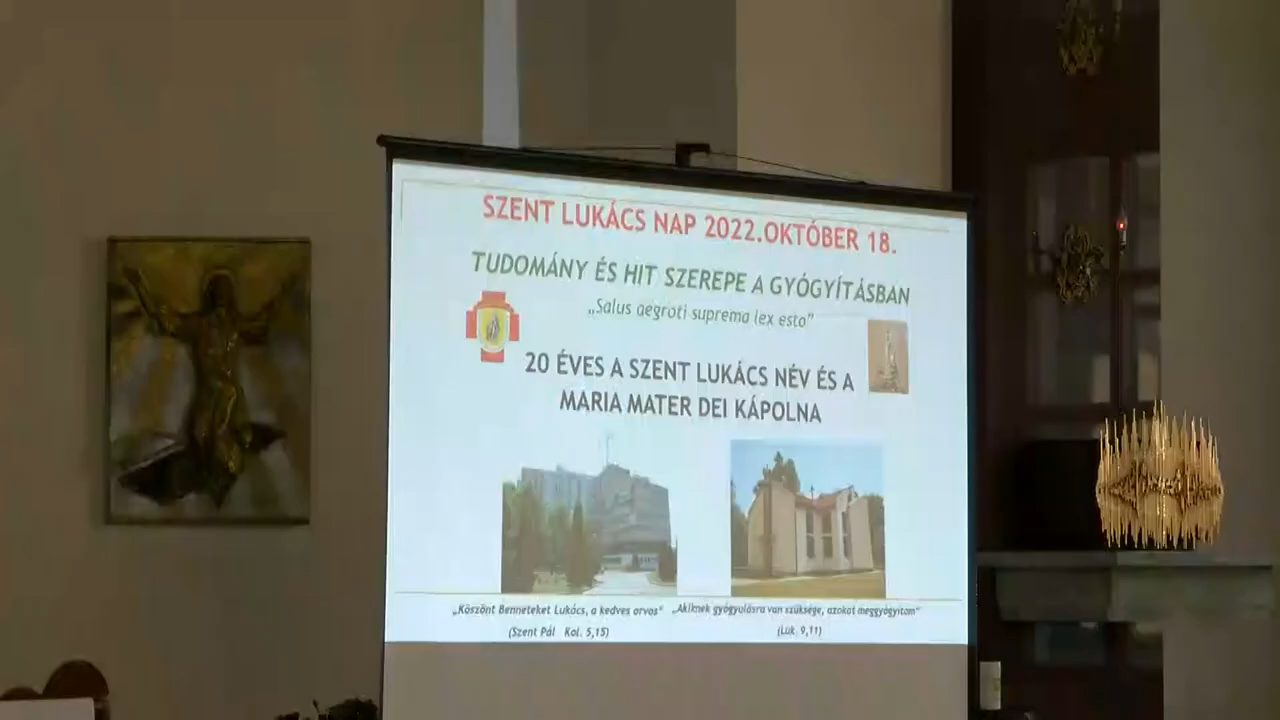 SZENT LUKÁCS NAP 2022.OKTÓBER 18.
TUDOMÁNY ÉS HIT SZEREPE A GYÓGYÍTÁSBAN
„Salus aegroti suprema lex esto”
20 ÉVES A SZENT LUKÁCS NÉV ÉS A
MARIA MATER DEI KÁPOLNA
„Köszönt Benneteket Lukács, a kedves orvos”
(Szent Pál Kol. 5,15)
„Akiknek gyógyulásra van szüksége, azokat meggyógyítom”
(Luk 9,11)